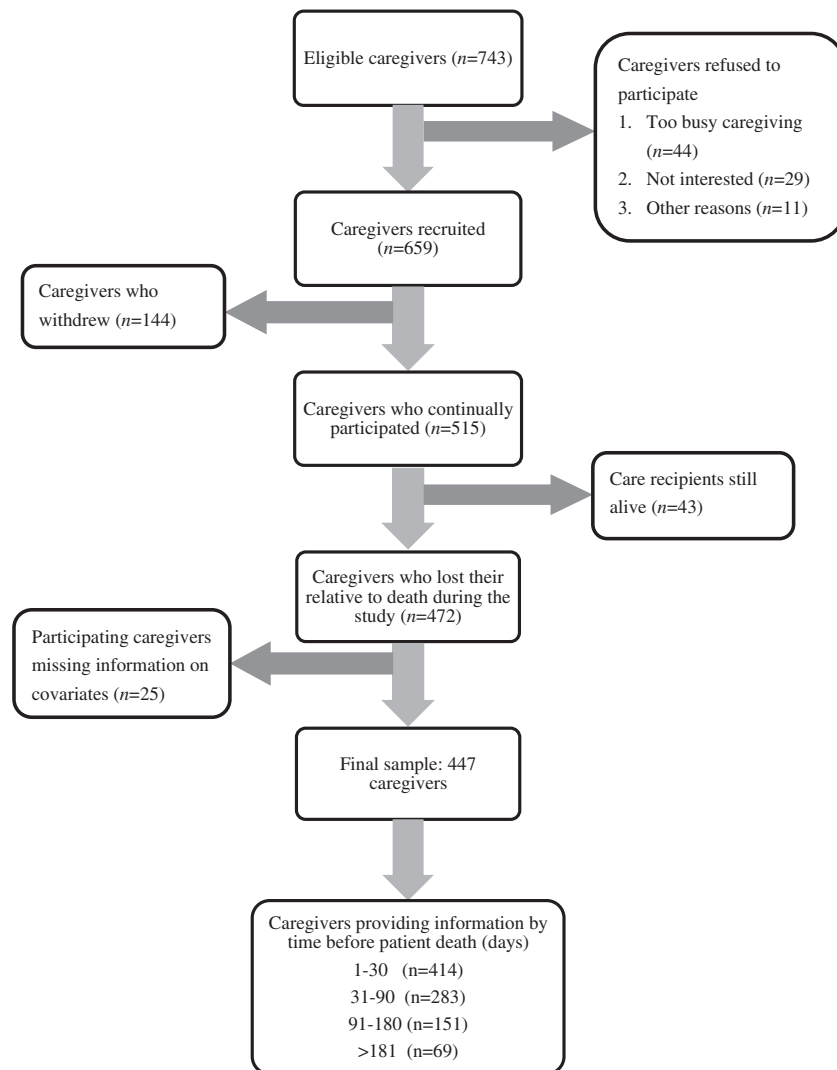 Eligible caregivers (n=743)
Caregivers refused to
participate
1. Too busy caregiving
(n=44)
2. Not interested (n=29)
3. Other reasons (n=11)
Caregivers recruited
(n=659)
Caregivers who
withdrew (n=144)
Caregivers who continually
participated (n=515)
Care recipients still
alive (n=43)
Caregivers who lost their
relative to death during the
study (n=472)
Participating caregivers
missing information on
covariates (n=25)
Final sample: 447
caregivers
Caregivers providing information by
time before patient death (days)
1-30 (n=414)
31-90 (n=283)
91-180 (n=151)
>181 (n=69)